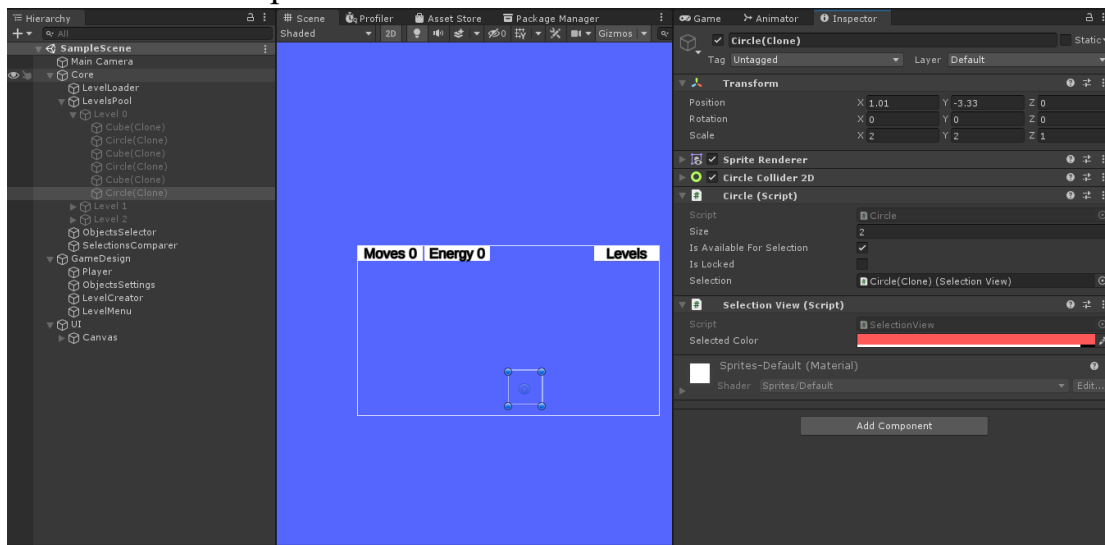 Hierarchy
All
SampleScene
Main Camera
Core
LevelLoader
LevelsPool
Level 0
Cube(Clone)
Circle(Clone)
Cube(Clone)
Circle(Clone)
Cube(Clone)
Circle(Clone)
Level 1
Level 2
ObjectsSelector
SelectionsComparer
GameDesign
Player
ObjectsSettings
LevelCreator
LevelMenu
UI
Canvas
Scene Profiler Asset Store Package Manager
Shaded 2D 0 Gizmos
Moves 0 Energy 0 Levels
Game Animator Inspector
Circle(Clone) Static
Tag Untagged Layer Default
Transform
Position X 1.01 Y -3.33 Z 0
Rotation X 0 Y 0 Z 0
Scale X 2 Y 2 Z 1
Sprite Renderer
Circle Collider 2D
# Circle (Script)
Script Circle
Size 2
Is Available For Selection
Is Locked
Selection Circle(Clone) (Selection View)
# Selection View (Script)
Script SelectionView
Selected Color
Sprites-Default (Material)
Shader Sprites/Default Edit...
Add Component